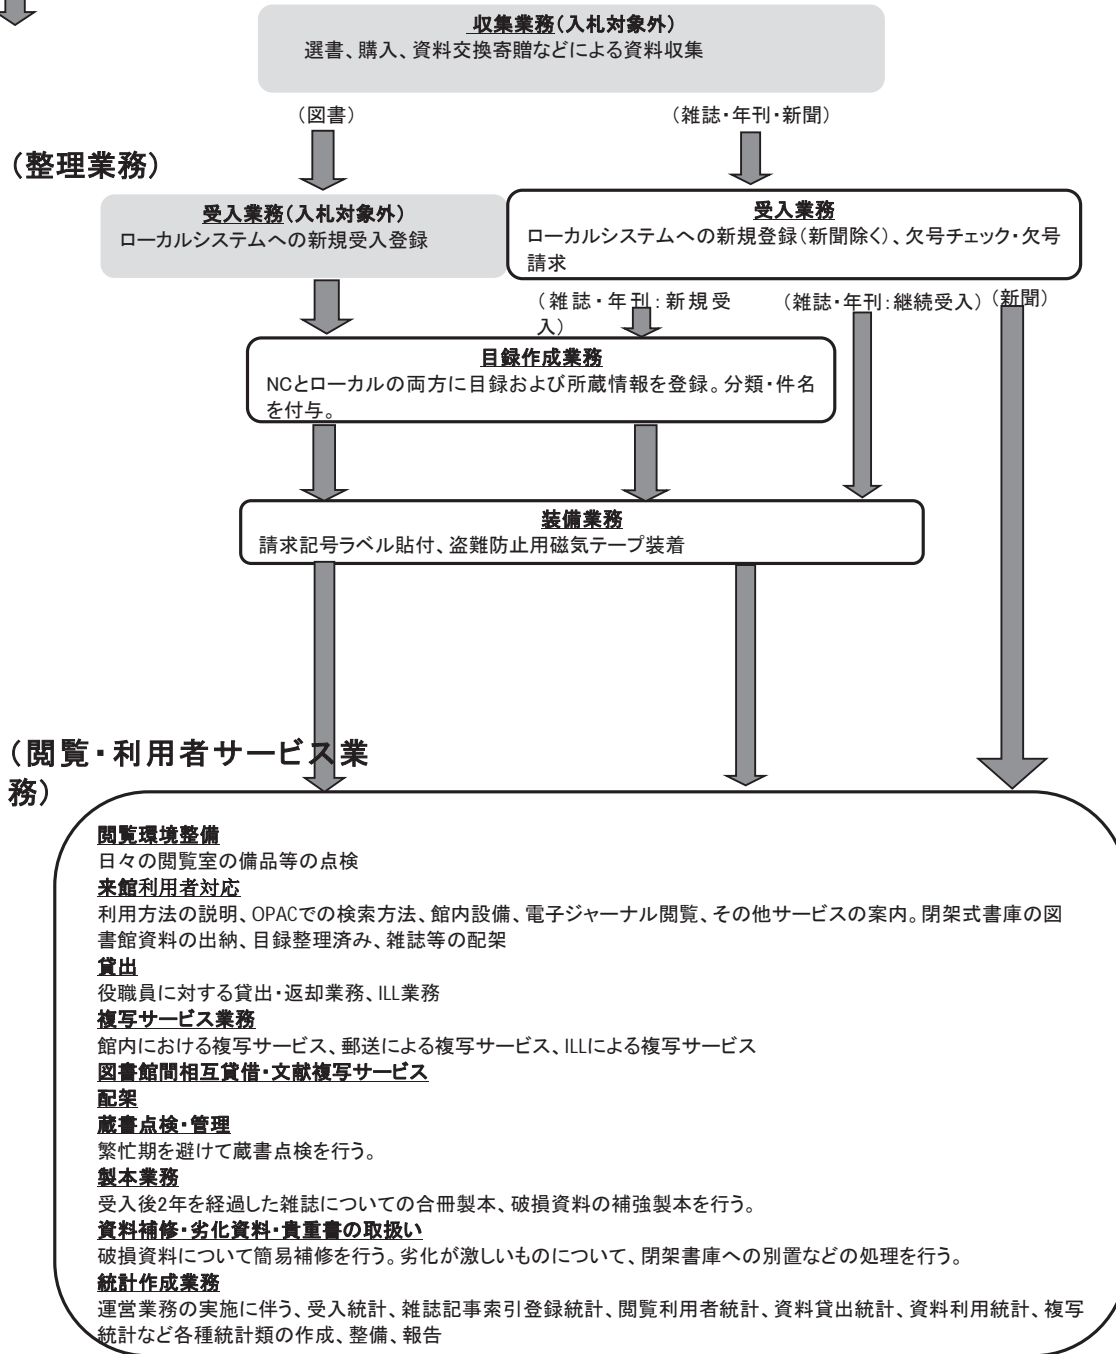 収集業務(入札対象外)
選書、購入、資料交換寄贈などによる資料収集
(図書)
(雑誌・年刊・新聞)
(整理業務)
受入業務(入札対象外)
ローカルシステムへの新規受入登録
受入業務
ローカルシステムへの新規登録(新聞除く)、欠号チェック・欠号
請求
(雑誌・年刊:新規受
入)
(雑誌・年刊:継続受入)
(新聞)
目録作成業務
NCとローカルの両方に目録および所蔵情報を登録。分類・件名
を付与。
装備業務
請求記号ラベル貼付、盗難防止用磁気テープ装着
(閲覧・利用者サービス業
務)
閲覧環境整備
日々の閲覧室の備品等の点検
来館利用者対応
利用方法の説明、OPACでの検索方法、館内設備、電子ジャーナル閲覧、その他サービスの案内。閉架式書庫の図
書館資料の出納、目録整理済み、雑誌等の配架
貸出
役職員に対する貸出・返却業務、ILL業務
複写サービス業務
館内における複写サービス、郵送による複写サービス、ILLによる複写サービス
図書館間相互貸借・文献複写サービス
配架
蔵書点検・管理
繁忙期を避けて蔵書点検を行う。
製本業務
受入後2年を経過した雑誌についての合冊製本、破損資料の補強製本を行う。
資料補修・劣化資料・貴重書の取扱い
破損資料について簡易補修を行う。劣化が激しいものについて、閉架書庫への別置などの処理を行う。
統計作成業務
運営業務の実施に伴う、受入統計、雑誌記事索引登録統計、閲覧利用者統計、資料貸出統計、資料利用統計、複写
統計など各種統計類の作成、整備、報告